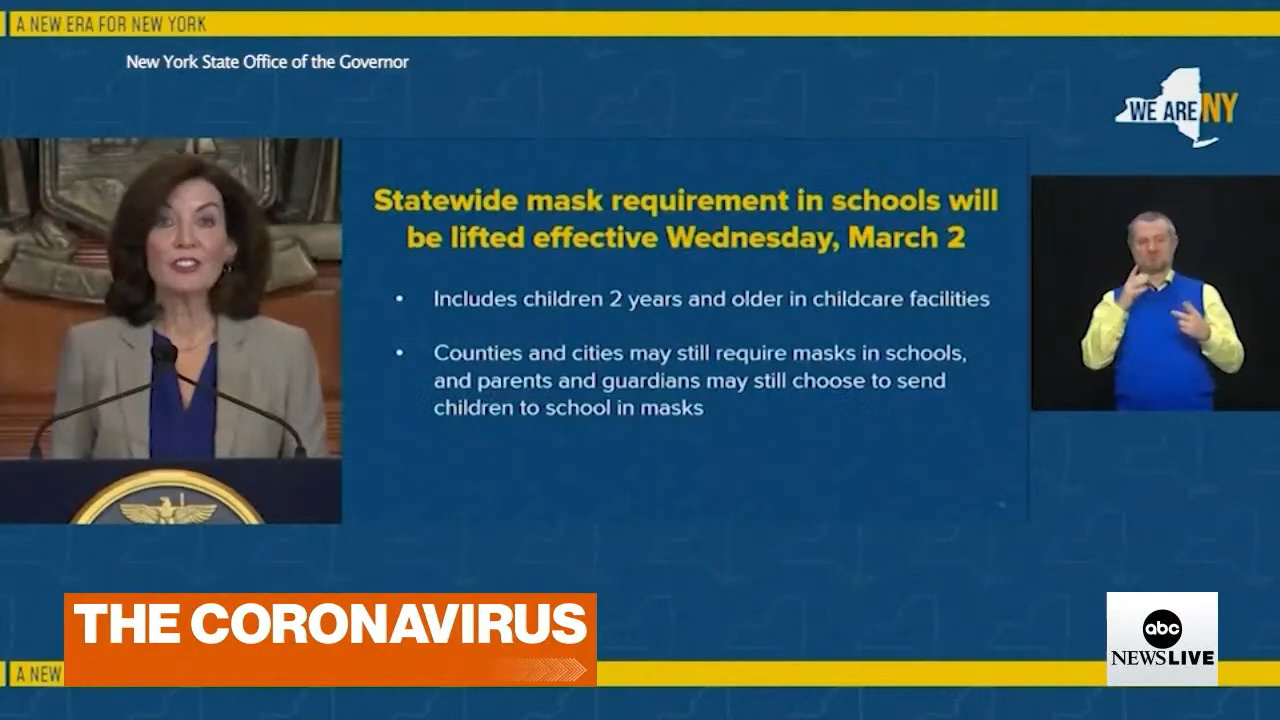 A NEW ERA FOR NEW YORK
New York State Office of the Governor
WE ARE NY
Statewide mask requirement in schools will
be lifted effective Wednesday, March 2
• Includes children 2 years and older in childcare facilities
• Counties and cities may still require masks in schools,
and parents and guardians may still choose to send
children to school in masks
THE CORONAVIRUS
A NEW
abc
NEWS LIVE